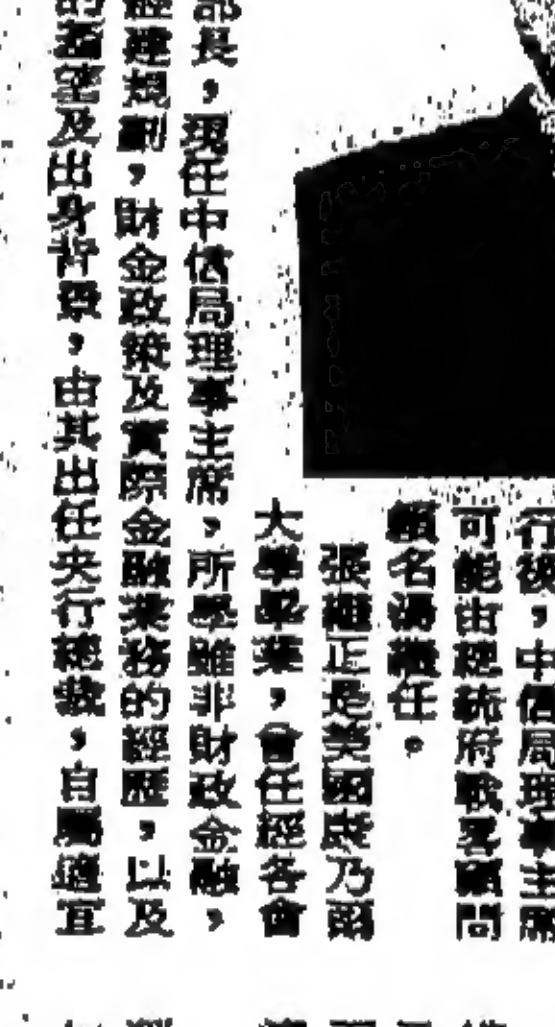 行後，中信局理事主席
可能由總統府戰略顧問
顧名湯接任。
張繼正是美國康乃爾
大學畢業，曾任經合會
部長，現任中信局理事主席，所學雖非財政金融，
經建規劃，財金政策及實際金融業務的經歷，以及
的名望及出身背景，由其出任央行總裁，自屬適宜